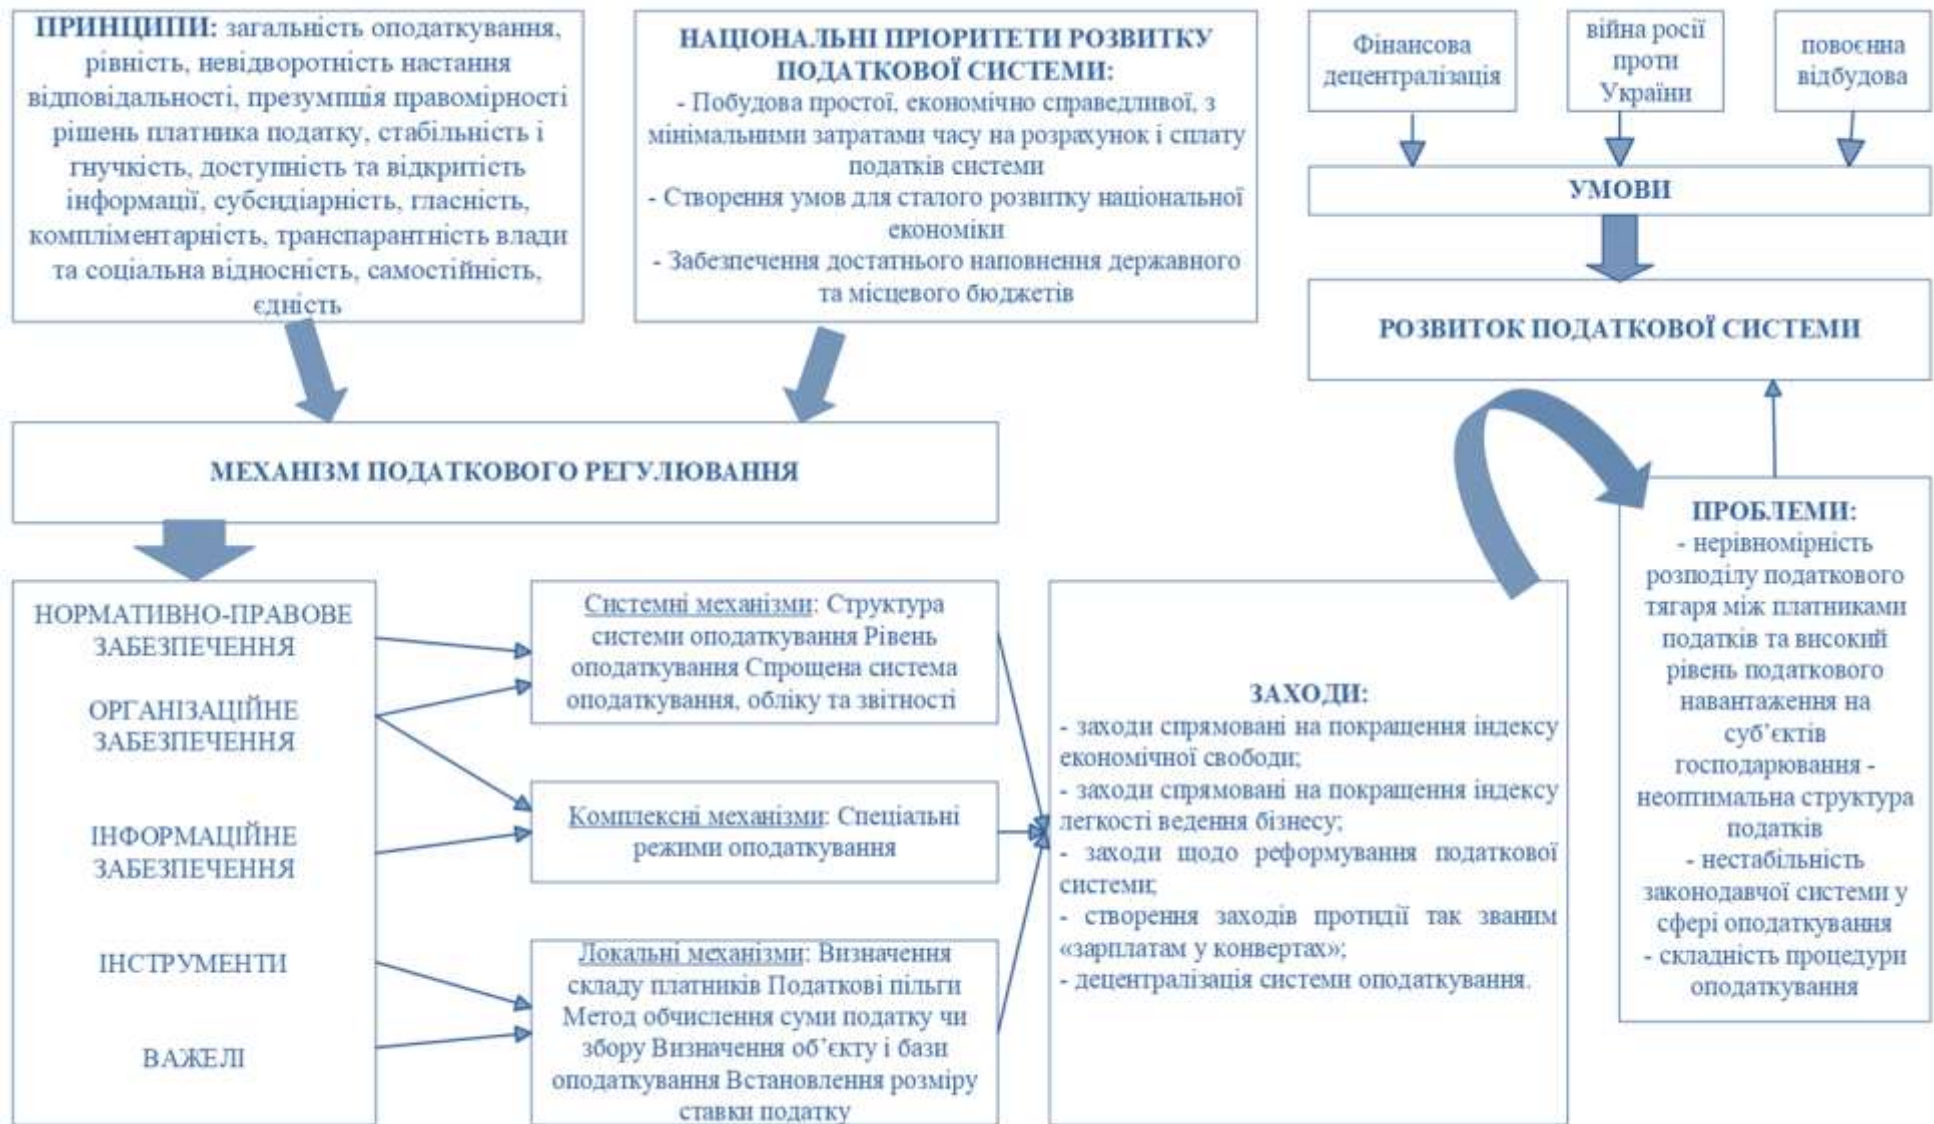 ПРИНЦИПИ: загальність оподаткування,
рівність, невідворотність настання
відповідальності, презумпція правомірності
рішень платника податку, стабільність і
гнучкість, доступність та відкритість
інформації, субсидіарність, гласність,
компліментарність, транспарантність влади
та соціальна відносність, самостійність,
єдність
НАЦІОНАЛЬНІ ПРІОРИТЕТИ РОЗВИТКУ
ПОДАТКОВОЇ СИСТЕМИ:
- Побудова простої, економічно справедливої, з
мінімальними затратами часу на розрахунок і сплату
податків системи
- Створення умов для сталого розвитку національної
економіки
- Забезпечення достатнього наповнення державного
та місцевого бюджетів
Фінансова
децентралізація
війна росії
проти
України
повоєнна
відбудова
УМОВИ
РОЗВИТОК ПОДАТКОВОЇ СИСТЕМИ
МЕХАНІЗМ ПОДАТКОВОГО РЕГУЛЮВАННЯ
НОРМАТИВНО-ПРАВОВЕ
ЗАБЕЗПЕЧЕННЯ
ОРГАНІЗАЦІЙНЕ
ЗАБЕЗПЕЧЕННЯ
ІНФОРМАЦІЙНЕ
ЗАБЕЗПЕЧЕННЯ
ІНСТРУМЕНТИ
ВАЖЕЛІ
Системні механізми: Структура
системи оподаткування Рівень
оподаткування Спрощена система
оподаткування, обліку та звітності
Комплексні механізми: Спеціальні
режими оподаткування
Локальні механізми: Визначення
складу платників Податкові пільги
Метод обчислення суми податку чи
збору Визначення об’єкту і бази
оподаткування Встановлення розміру
ставки податку
ЗАХОДИ:
- заходи спрямовані на покращення індексу
економічної свободи;
- заходи спрямовані на покращення індексу
легкості ведення бізнесу;
- заходи щодо реформування податкової
системи;
- створення заходів протидії так званим
«зарплатам у конвертах»;
- децентралізація системи оподаткування.
ПРОБЛЕМИ:
- нерівномірність
розподілу податкового
тягаря між платниками
податків та високий
рівень податкового
навантаження на
суб’єктів
господарювання -
неоптимальна структура
податків
- нестабільність
законодавчої системи у
сфері оподаткування
- складність процедури
оподаткування